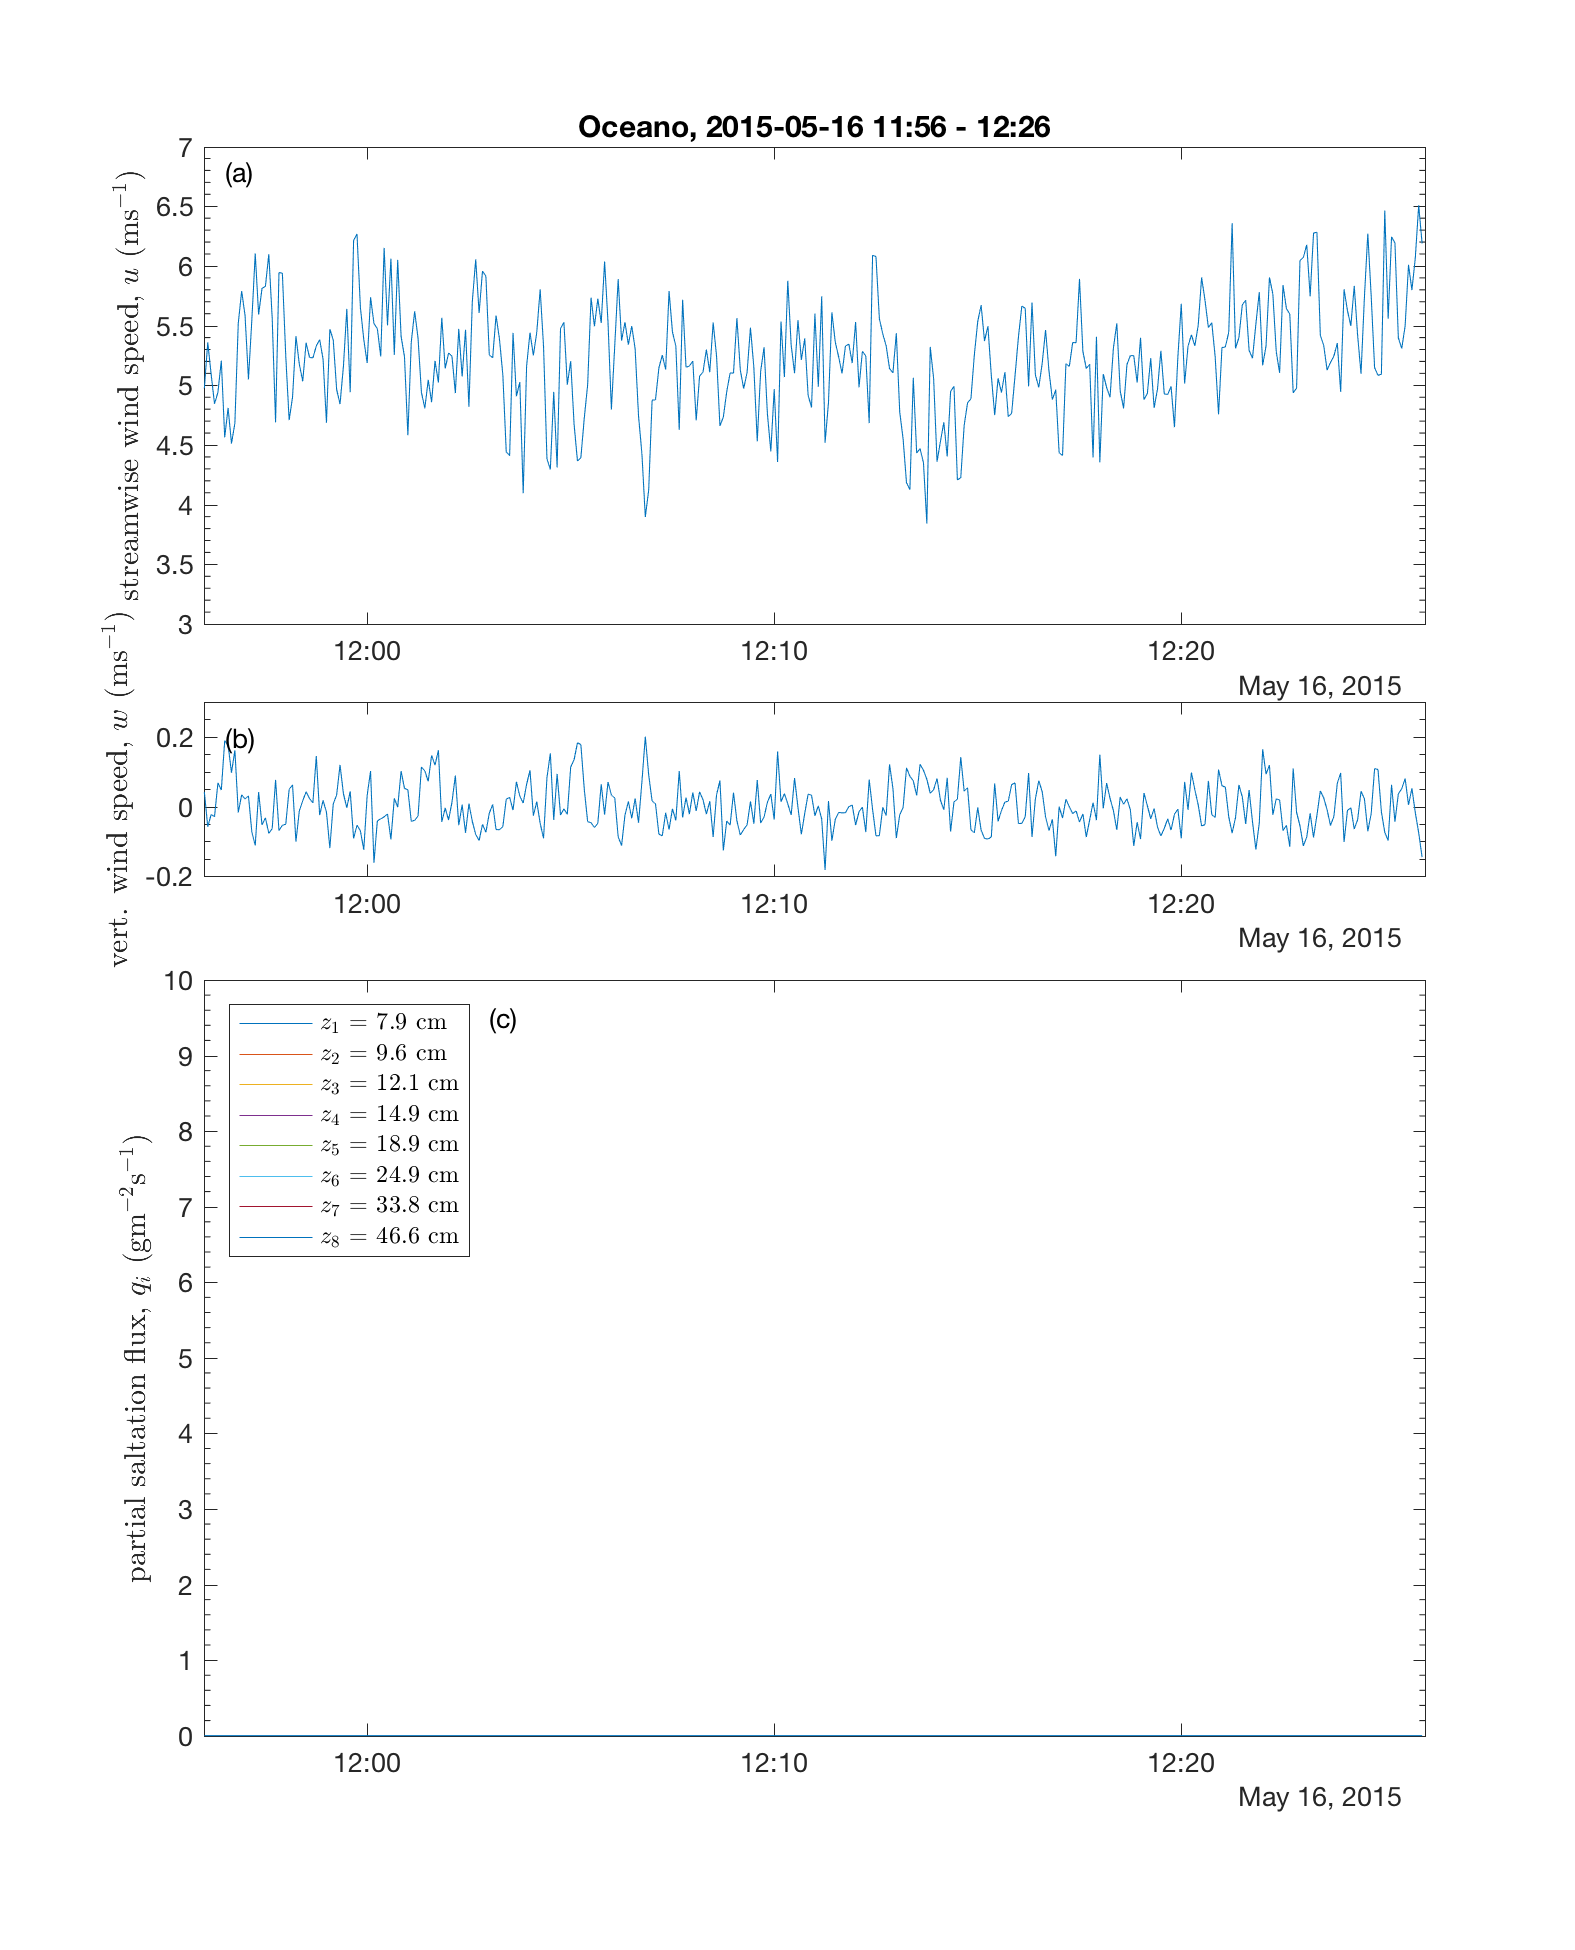 Oceano, 2015-05-16 11:56 - 12:26
(a)
streamwise wind speed, u (ms⁻¹)
7
6.5
6
5.5
5
4.5
4
3.5
3
12:00 12:10 12:20
May 16, 2015
(b)
vert. wind speed, w (ms⁻¹)
0.2
0
-0.2
12:00 12:10 12:20
May 16, 2015
(c)
partial saltation flux, qᵢ (gm⁻²s⁻¹)
10
9
8
7
6
5
4
3
2
1
0
z₁ = 7.9 cm
z₂ = 9.6 cm
z₃ = 12.1 cm
z₄ = 14.9 cm
z₅ = 18.9 cm
z₆ = 24.9 cm
z₇ = 33.8 cm
z₈ = 46.6 cm
12:00 12:10 12:20
May 16, 2015